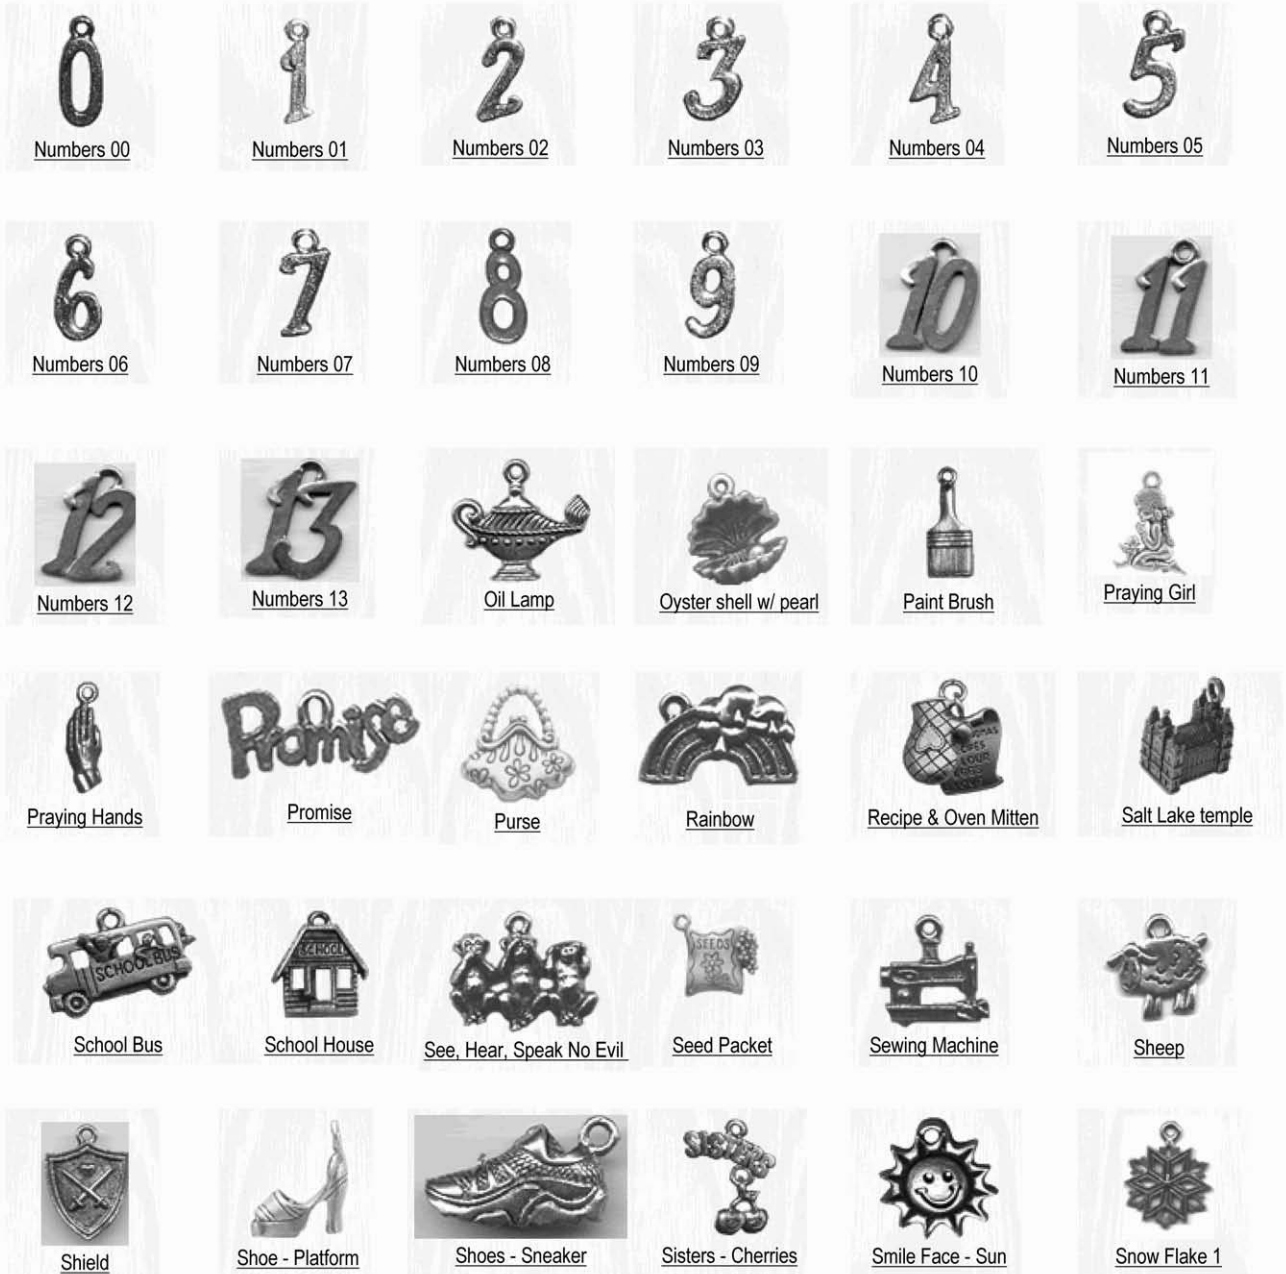 Numbers 00
Numbers 01
Numbers 02
Numbers 03
Numbers 04
Numbers 05
Numbers 06
Numbers 07
Numbers 08
Numbers 09
Numbers 10
Numbers 11
Numbers 12
Numbers 13
Oil Lamp
Oyster shell w/ pearl
Paint Brush
Praying Girl
Promise
Praying Hands
Promise
Purse
Rainbow
Recipe & Oven Mitten
Salt Lake temple
SCHOOL BUS
SCHOOL
SEEDS
School Bus
School House
See, Hear, Speak No Evil
Seed Packet
Sewing Machine
Sheep
SISTERS
Shield
Shoe - Platform
Shoes - Sneaker
Sisters - Cherries
Smile Face - Sun
Snow Flake 1